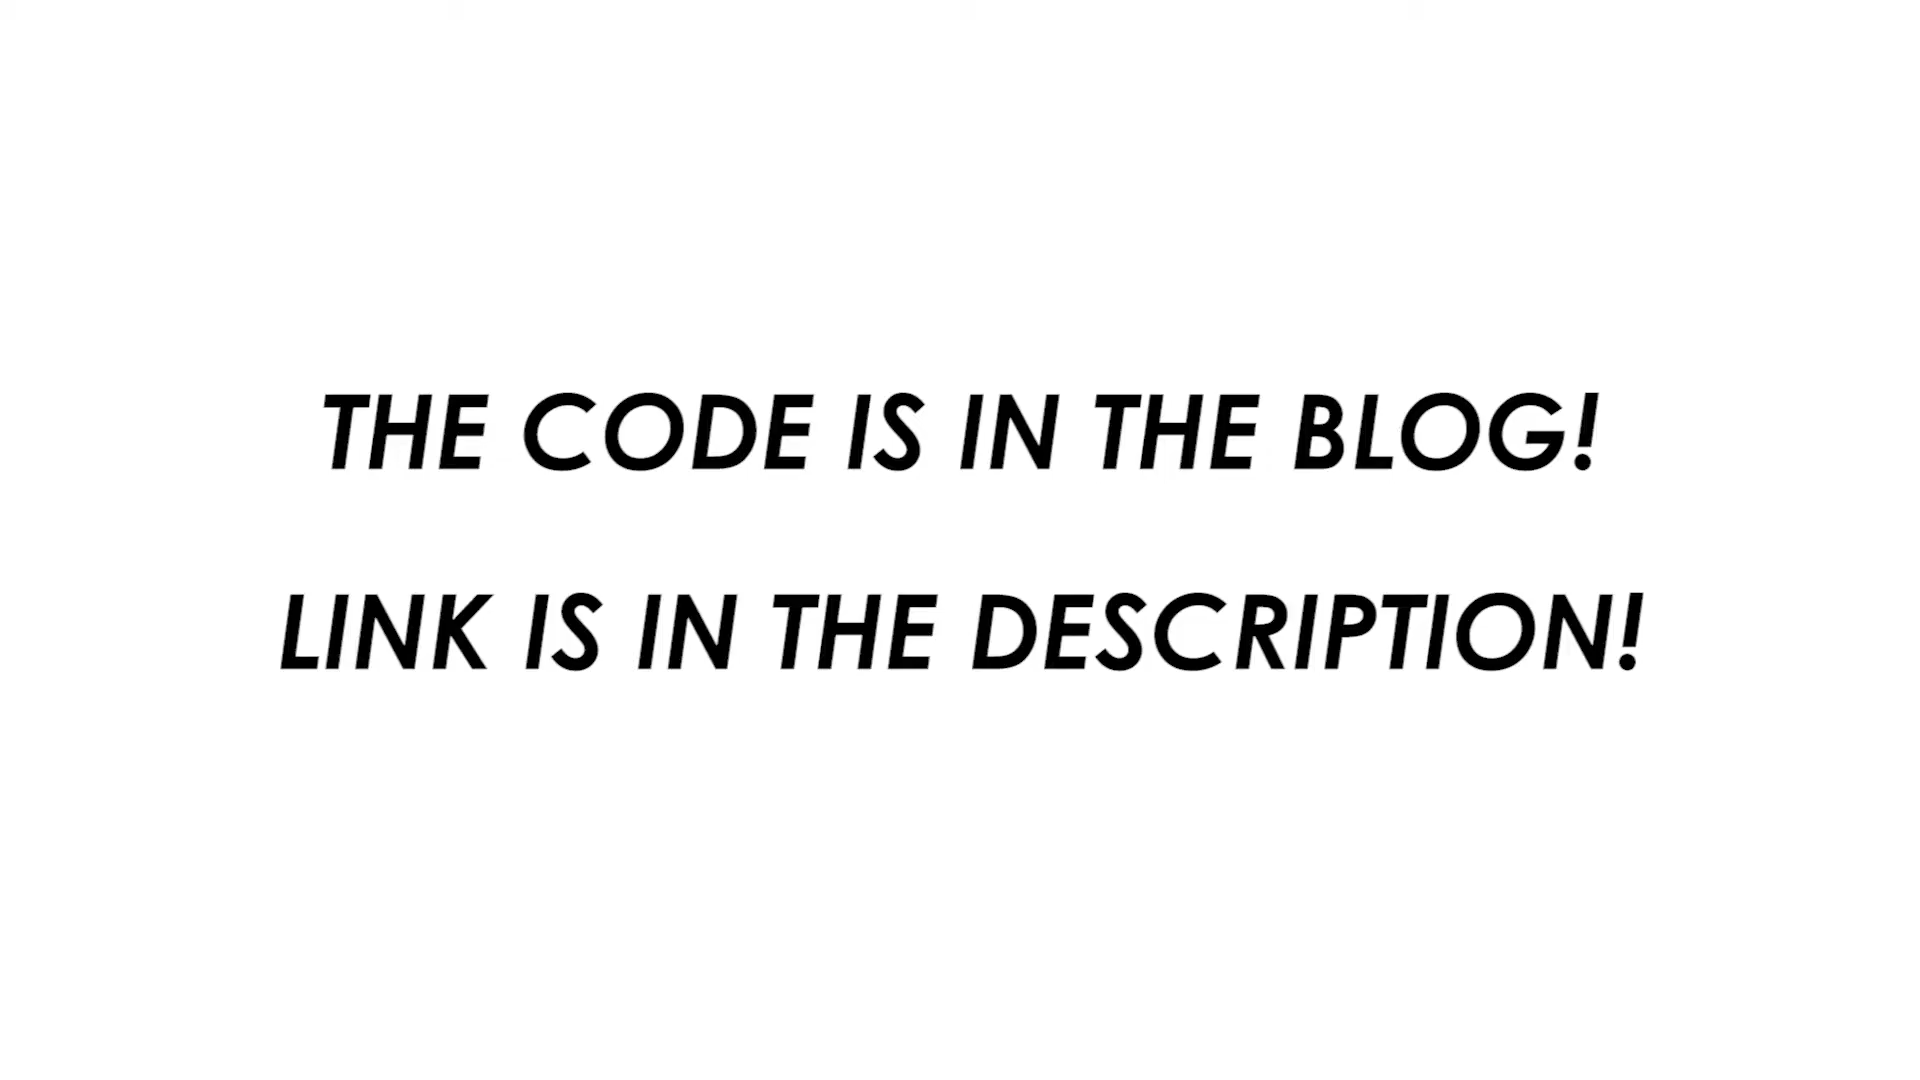 THE CODE IS IN THE BLOG!
LINK IS IN THE DESCRIPTION!